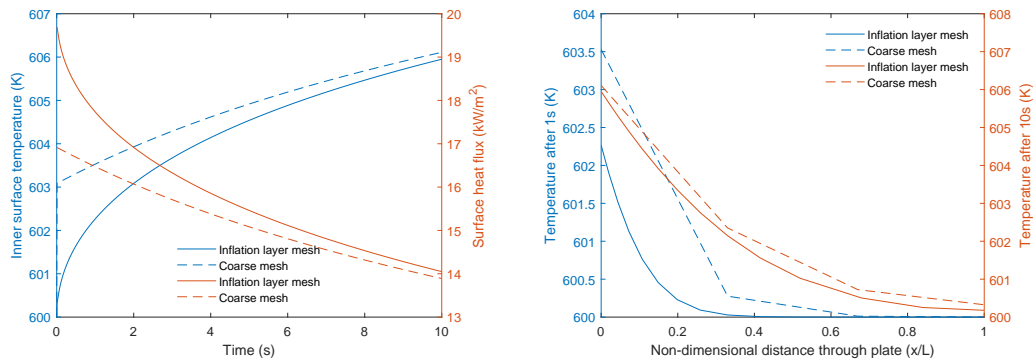 607
606
605
604
603
602
601
600
Inner surface temperature (K)
20
19
18
17
16
15
14
13
Surface heat flux (kW/m²)
Inflation layer mesh
Coarse mesh
Inflation layer mesh
Coarse mesh
0 2 4 6 8 10
Time (s)
604
603.5
603
602.5
602
601.5
601
600.5
600
Temperature after 1s (K)
608
607
606
605
604
603
602
601
600
Temperature after 10s (K)
Inflation layer mesh
Coarse mesh
Inflation layer mesh
Coarse mesh
0 0.2 0.4 0.6 0.8 1
Non-dimensional distance through plate (x/L)